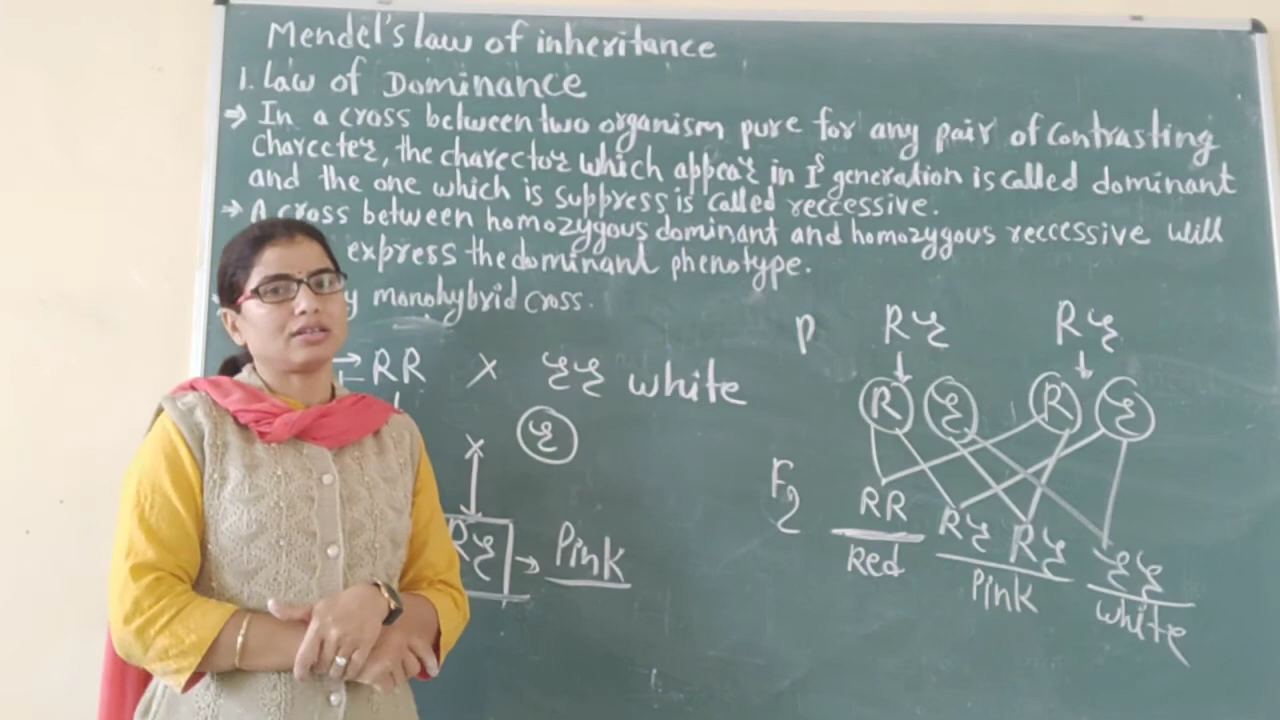 Mendel's law of inheritance
1. Law of Dominance
⇒ In a cross between two organism pure for any pair of contrasting
charecter, the charector which appear in Iˢ generation is called dominant
and the one which is suppress is called reccessive.
⇒ A cross between homozygous dominant and homozygous reccessive will
express the dominant phenotype.
monohybrid cross.
P Rr Rr
→ RR × rr white
R r R r
× r
F2 RR Rr Rr rr
Rr → Pink
Red Pink white